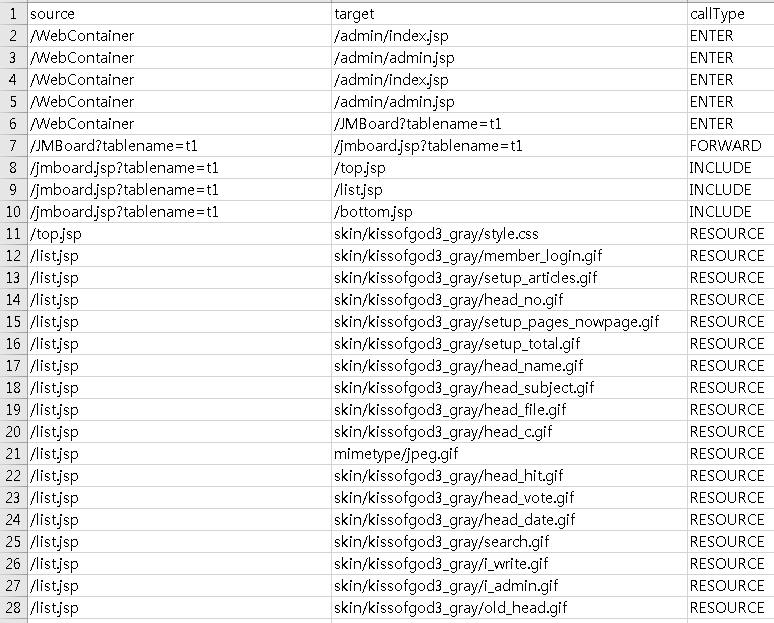 1 source target callType
2 /WebContainer /admin/index.jsp ENTER
3 /WebContainer /admin/admin.jsp ENTER
4 /WebContainer /admin/index.jsp ENTER
5 /WebContainer /admin/admin.jsp ENTER
6 /WebContainer /JMBoard?tablename=t1 ENTER
7 /JMBoard?tablename=t1 /jmboard.jsp?tablename=t1 FORWARD
8 /jmboard.jsp?tablename=t1 /top.jsp INCLUDE
9 /jmboard.jsp?tablename=t1 /list.jsp INCLUDE
10 /jmboard.jsp?tablename=t1 /bottom.jsp INCLUDE
11 /top.jsp skin/kissofgod3_gray/style.css RESOURCE
12 /list.jsp skin/kissofgod3_gray/member_login.gif RESOURCE
13 /list.jsp skin/kissofgod3_gray/setup_articles.gif RESOURCE
14 /list.jsp skin/kissofgod3_gray/head_no.gif RESOURCE
15 /list.jsp skin/kissofgod3_gray/setup_pages_nowpage.gif RESOURCE
16 /list.jsp skin/kissofgod3_gray/setup_total.gif RESOURCE
17 /list.jsp skin/kissofgod3_gray/head_name.gif RESOURCE
18 /list.jsp skin/kissofgod3_gray/head_subject.gif RESOURCE
19 /list.jsp skin/kissofgod3_gray/head_file.gif RESOURCE
20 /list.jsp skin/kissofgod3_gray/head_c.gif RESOURCE
21 /list.jsp mimetype/jpeg.gif RESOURCE
22 /list.jsp skin/kissofgod3_gray/head_hit.gif RESOURCE
23 /list.jsp skin/kissofgod3_gray/head_vote.gif RESOURCE
24 /list.jsp skin/kissofgod3_gray/head_date.gif RESOURCE
25 /list.jsp skin/kissofgod3_gray/search.gif RESOURCE
26 /list.jsp skin/kissofgod3_gray/i_write.gif RESOURCE
27 /list.jsp skin/kissofgod3_gray/i_admin.gif RESOURCE
28 /list.jsp skin/kissofgod3_gray/old_head.gif RESOURCE